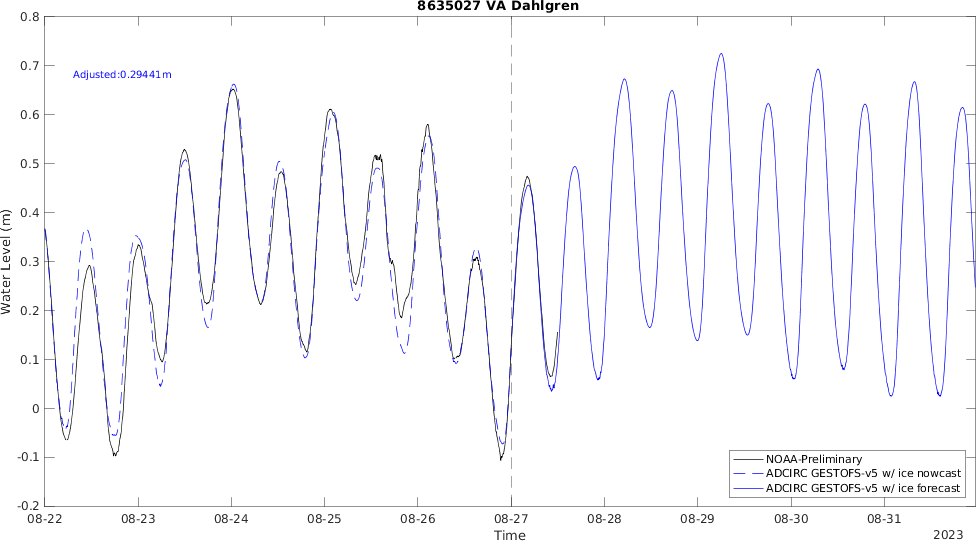 8635027 VA Dahlgren
Adjusted:0.29441m
Water Level (m)
0.8
0.7
0.6
0.5
0.4
0.3
0.2
0.1
0
-0.1
-0.2
NOAA-Preliminary
ADCIRC GESTOFS-v5 w/ ice nowcast
ADCIRC GESTOFS-v5 w/ ice forecast
08-22 08-23 08-24 08-25 08-26 08-27 08-28 08-29 08-30 08-31
Time
2023